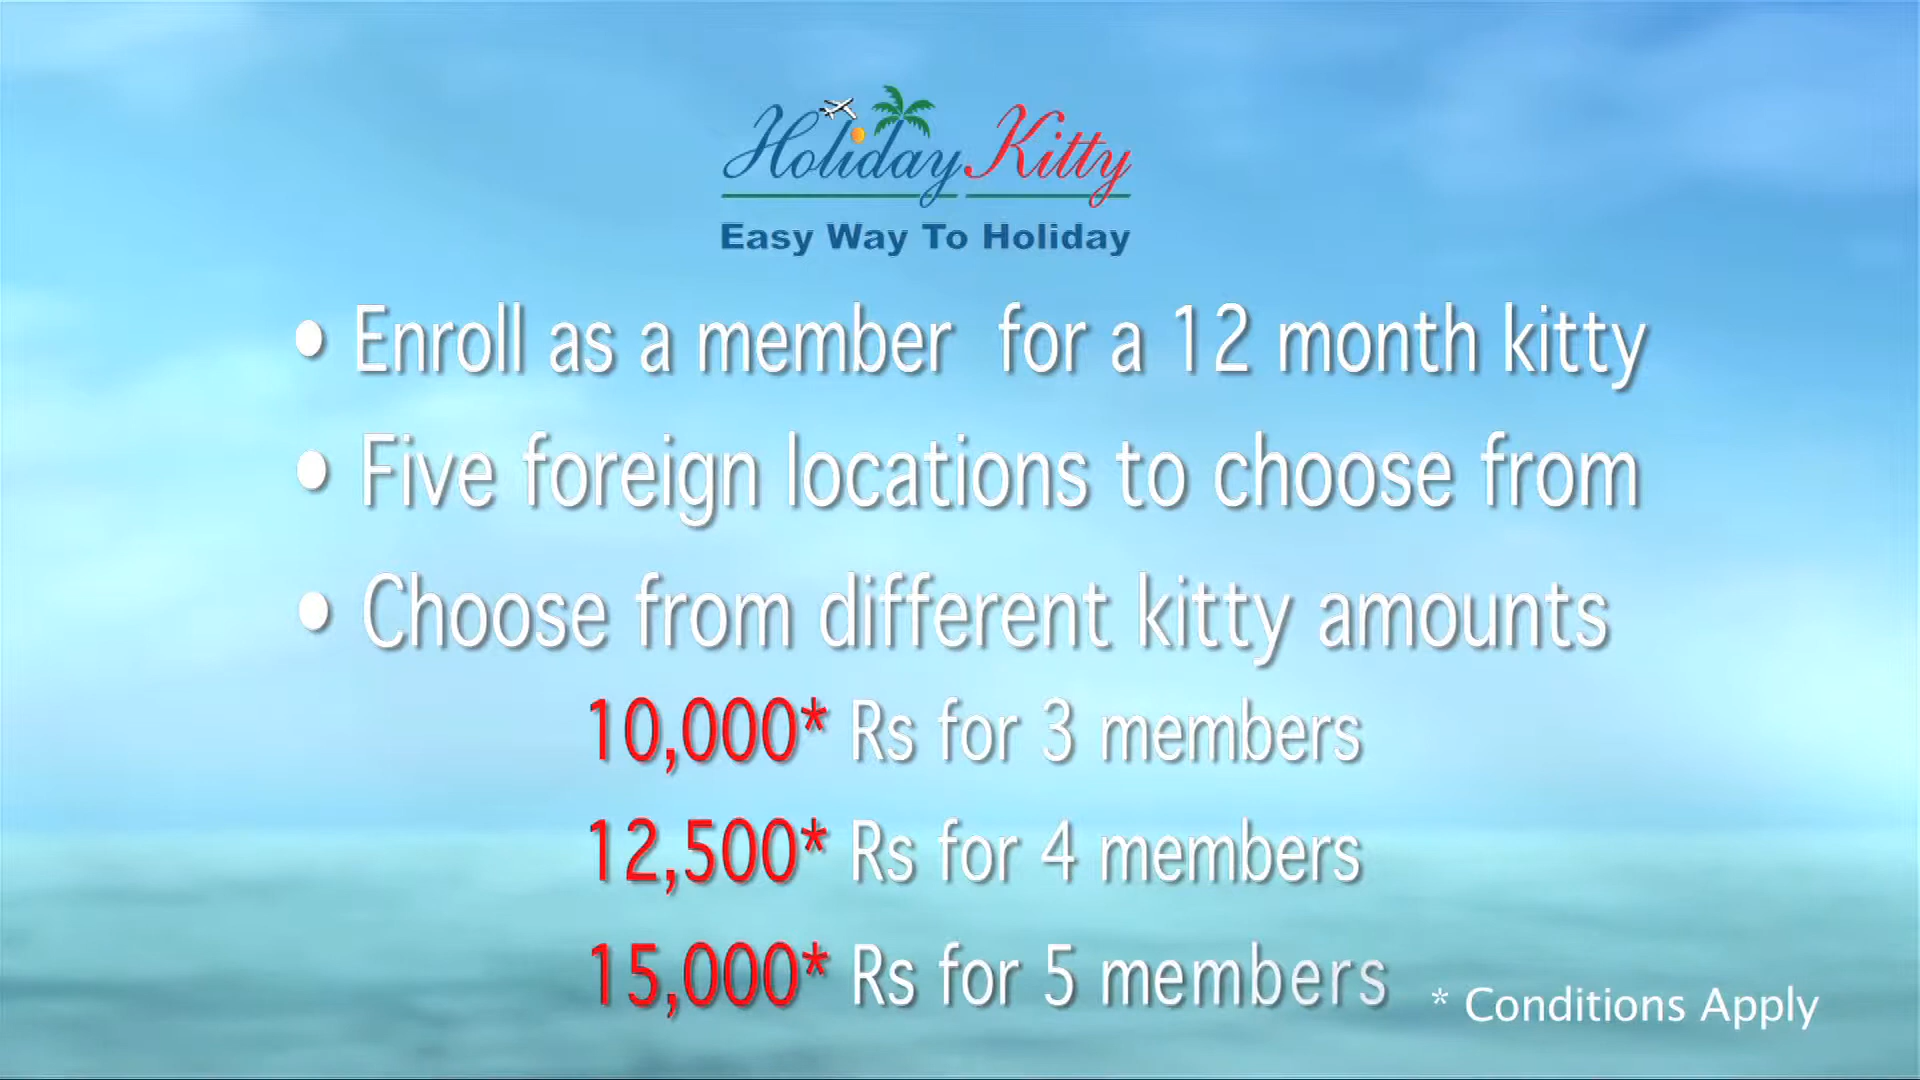 Holiday Kitty
Easy Way To Holiday
• Enroll as a member for a 12 month kitty
• Five foreign locations to choose from
• Choose from different kitty amounts
10,000* Rs for 3 members
12,500* Rs for 4 members
15,000* Rs for 5 members
* Conditions Apply